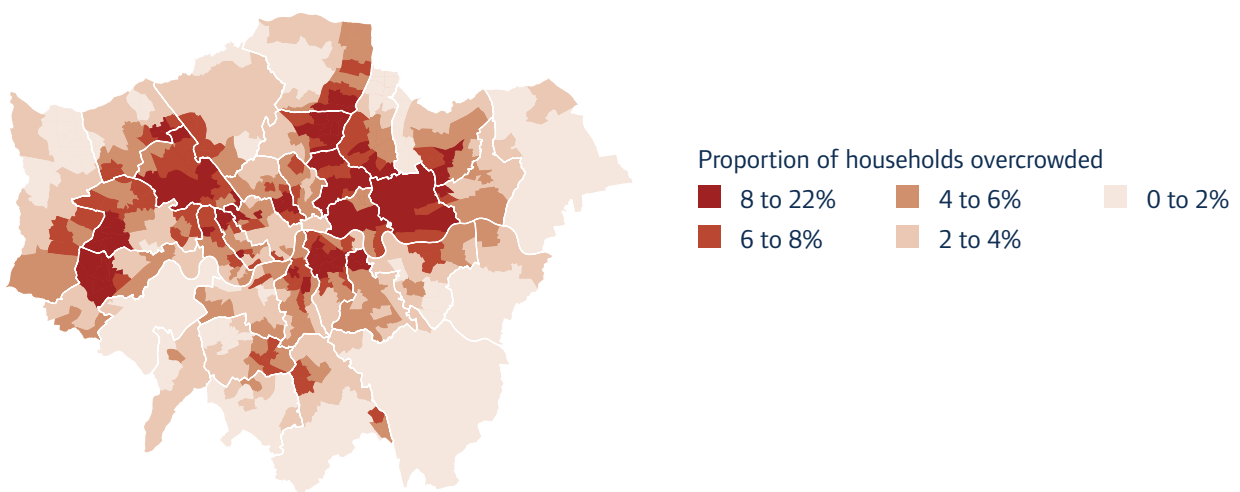 Proportion of households overcrowded
8 to 22% 4 to 6% 0 to 2%
6 to 8% 2 to 4%